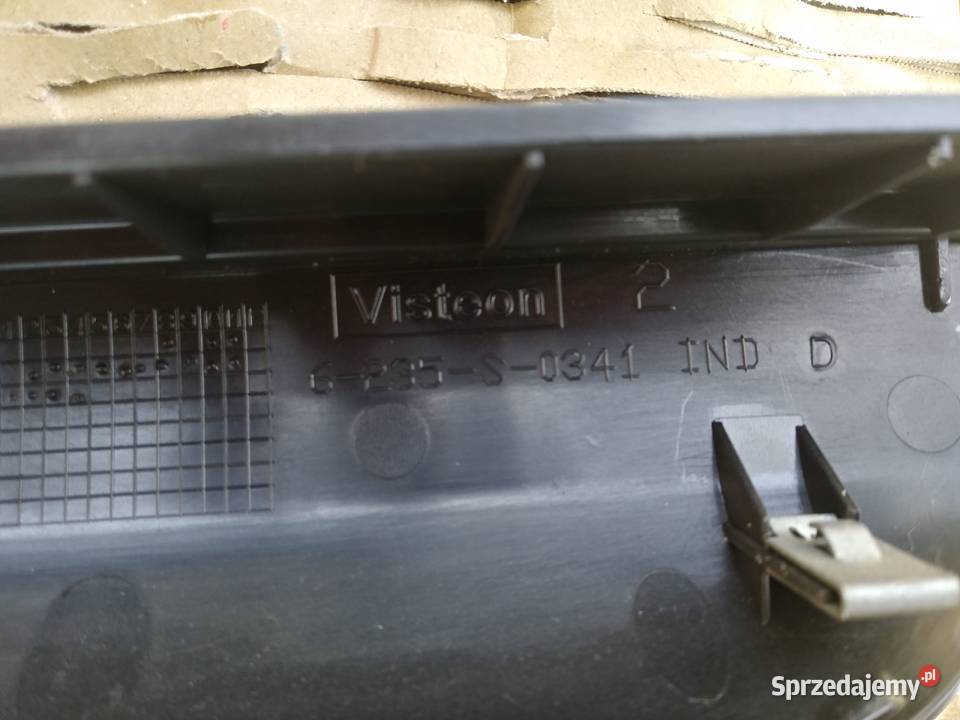 Visteon 2
6-235-S-0341 IND D
Sprzedajemy.pl